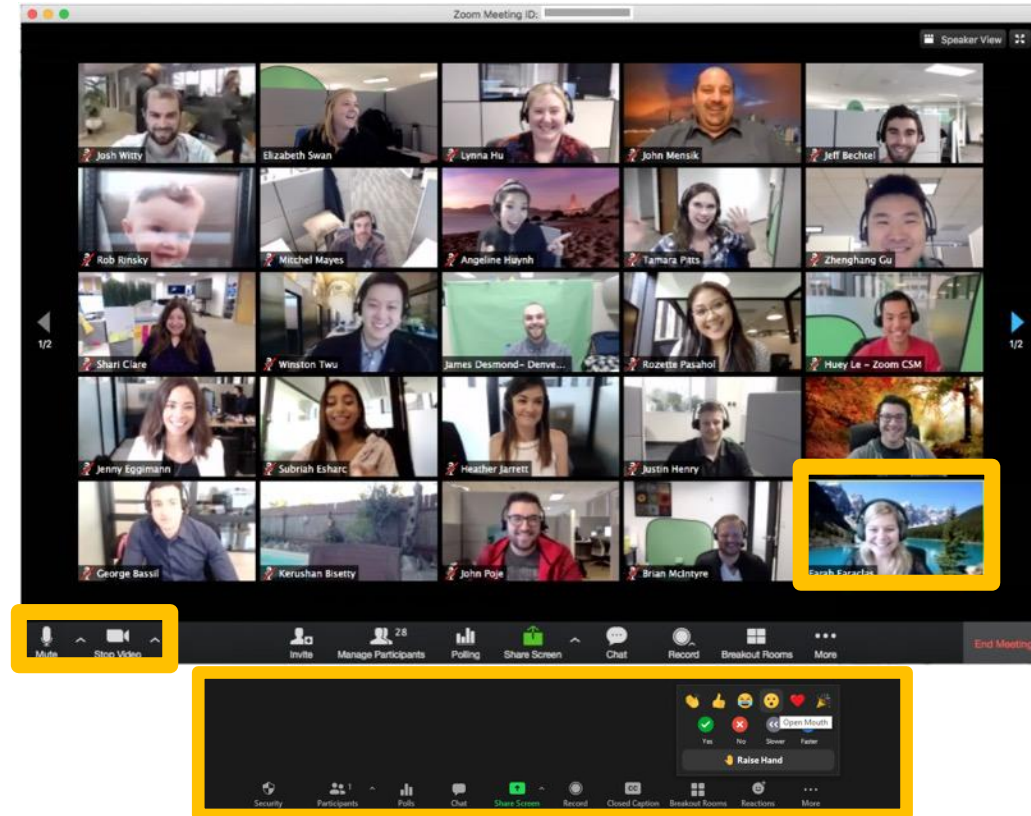 Zoom Meeting ID:
Speaker View
Josh Witty
Elizabeth Swan
Lynna Hu
John Mensik
Jeff Bechtel
Rob Rinsky
Mitchel Mayes
Angeline Huynh
Tamara Pitts
Zhenghang Gu
1/2
Shari Clare
Winston Twu
James Desmond- Denve...
Rozette Pasahol
Huey Le - Zoom CSM
1/2
Jenny Eggimann
Subriah Esharc
Heather Jarrett
Justin Henry
George Bassil
Kerushan Bisetty
John Poje
Brian McIntyre
Farah Faraclas
Mute
Stop Video
Invite
28
Manage Participants
Polling
Share Screen
Chat
Record
Breakout Rooms
More
End Meeting
Open Mouth
Yes
No
Slower
Faster
Raise Hand
Security
1
Participants
Polls
Chat
Share Screen
Record
CC
Closed Caption
Breakout Rooms
Reactions
More